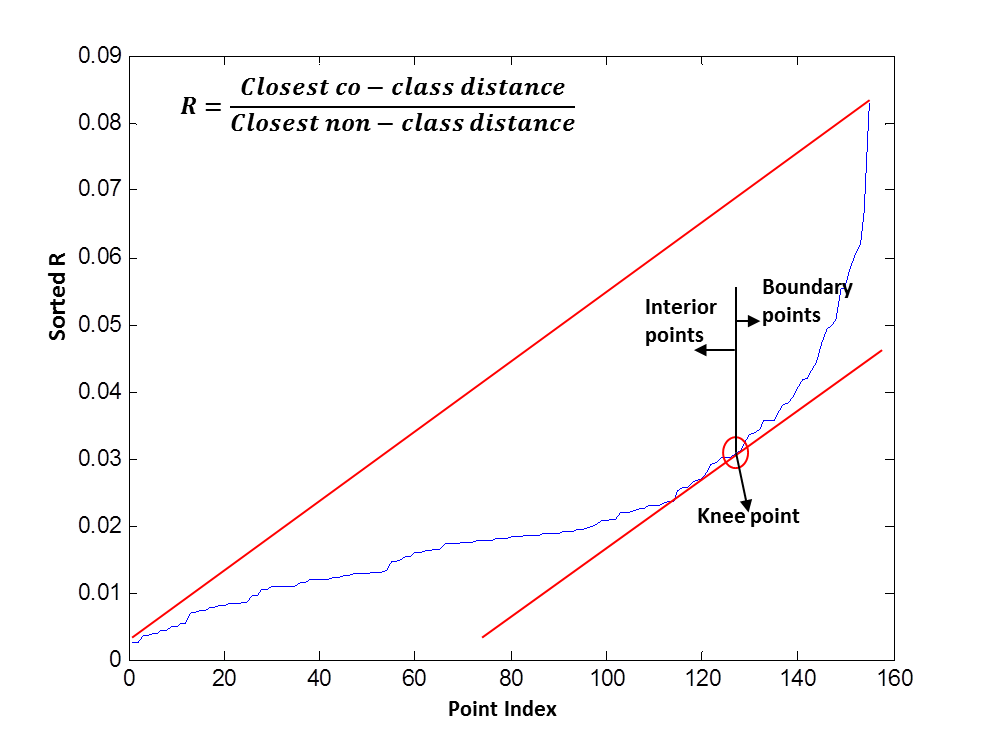 0.09
R = Closest co − class distance / Closest non − class distance
0.08
0.07
0.06
0.05
0.04
0.03
0.02
0.01
0
Sorted R
Interior
points
Boundary
points
Knee point
0 20 40 60 80 100 120 140 160
Point Index